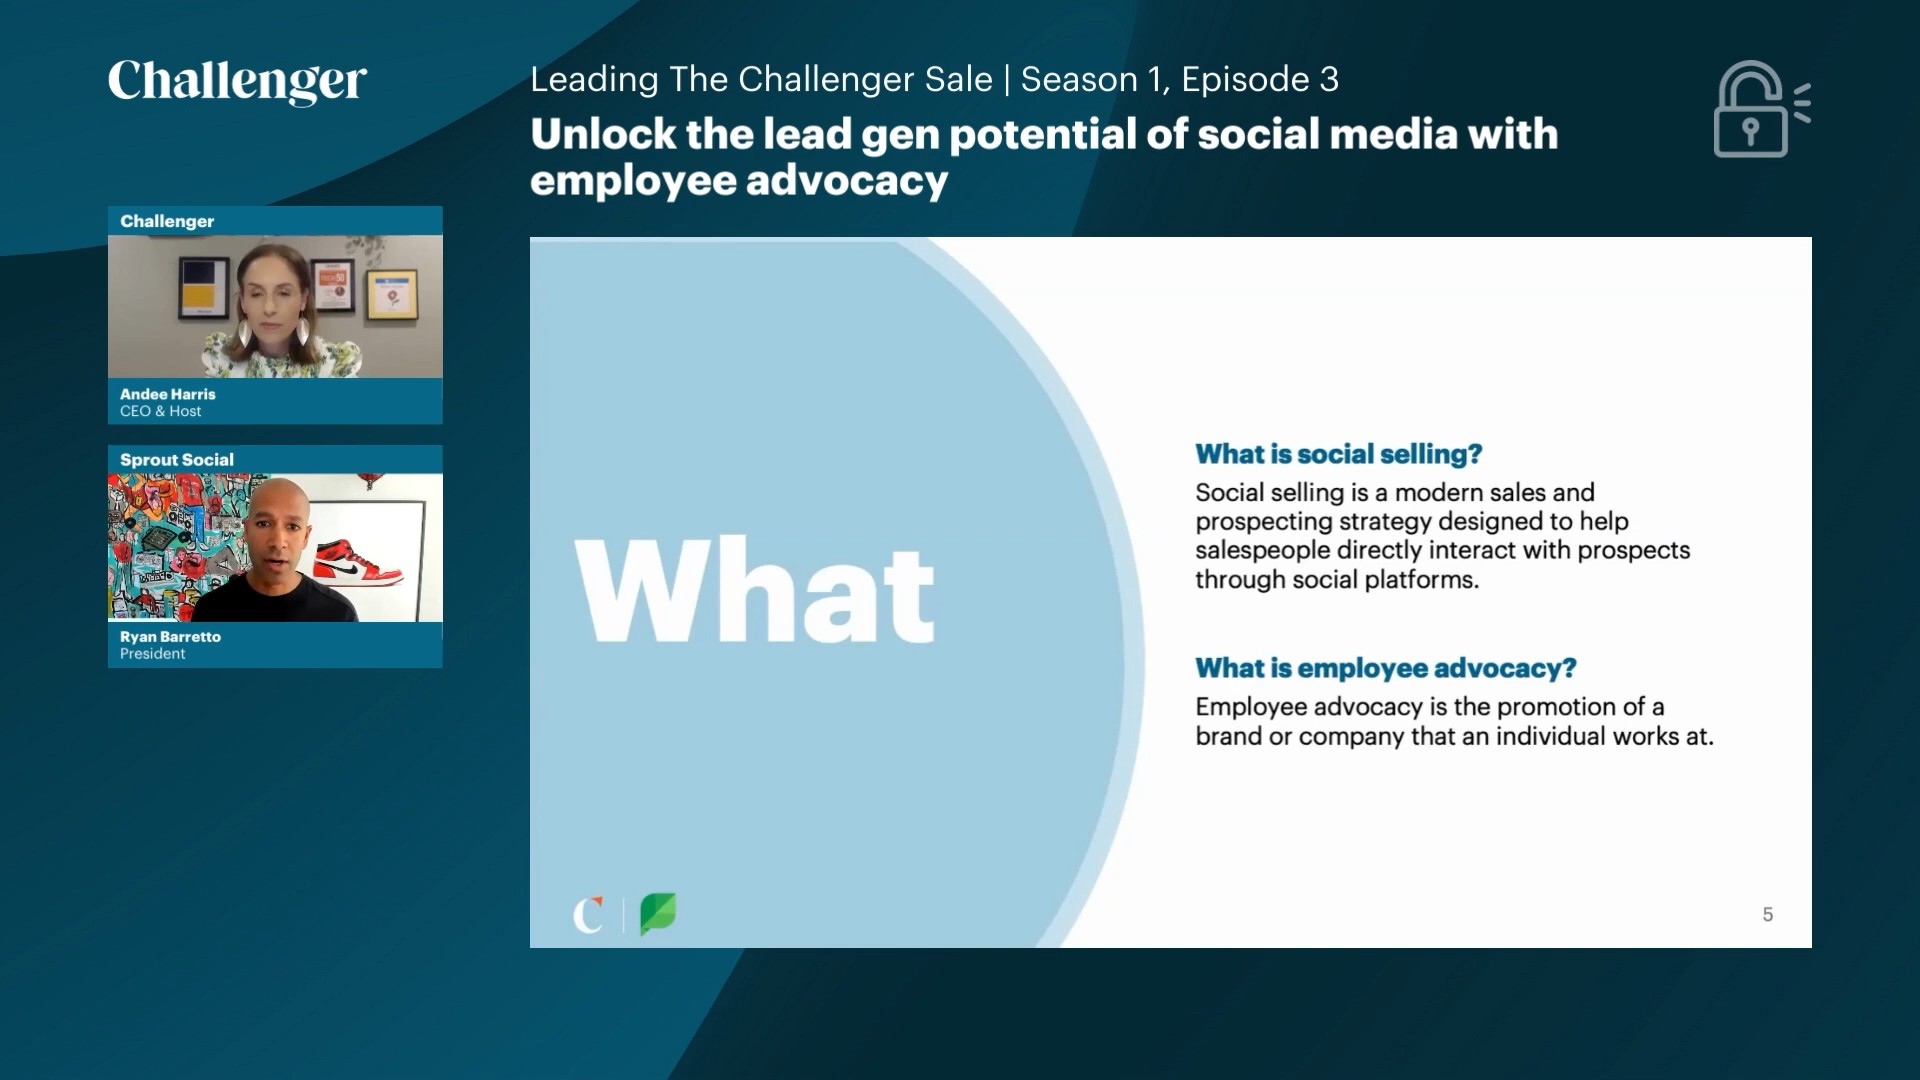 Challenger
Leading The Challenger Sale | Season 1, Episode 3
Unlock the lead gen potential of social media with
employee advocacy
Challenger
Andee Harris
CEO & Host
Sprout Social
Ryan Barretto
President
What
What is social selling?
Social selling is a modern sales and
prospecting strategy designed to help
salespeople directly interact with prospects
through social platforms.
What is employee advocacy?
Employee advocacy is the promotion of a
brand or company that an individual works at.
C
5